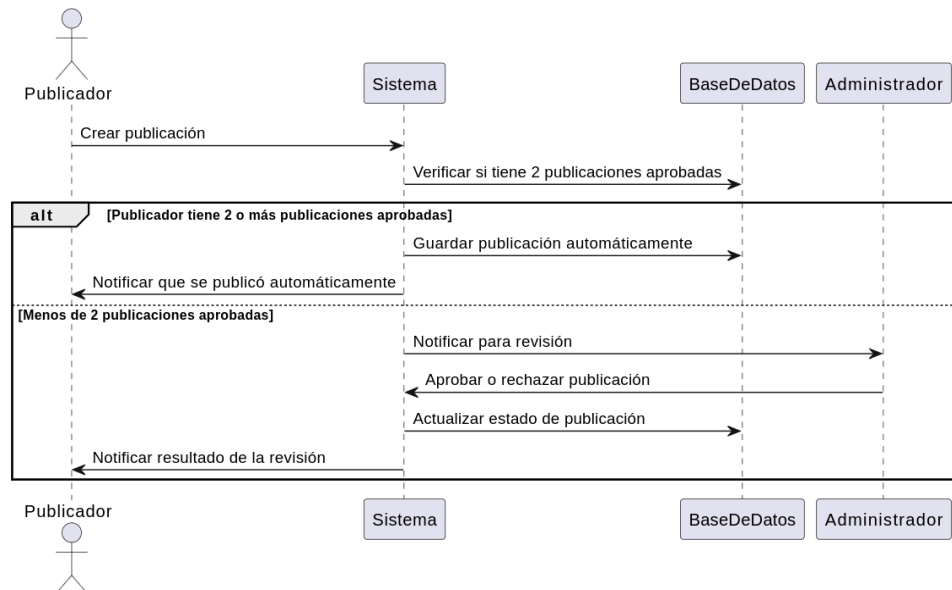 Publicador
Sistema
BaseDeDatos
Administrador
Crear publicación
Verificar si tiene 2 publicaciones aprobadas
alt
[Publicador tiene 2 o más publicaciones aprobadas]
Guardar publicación automáticamente
Notificar que se publicó automáticamente
[Menos de 2 publicaciones aprobadas]
Notificar para revisión
Aprobar o rechazar publicación
Actualizar estado de publicación
Notificar resultado de la revisión
Publicador
Sistema
BaseDeDatos
Administrador